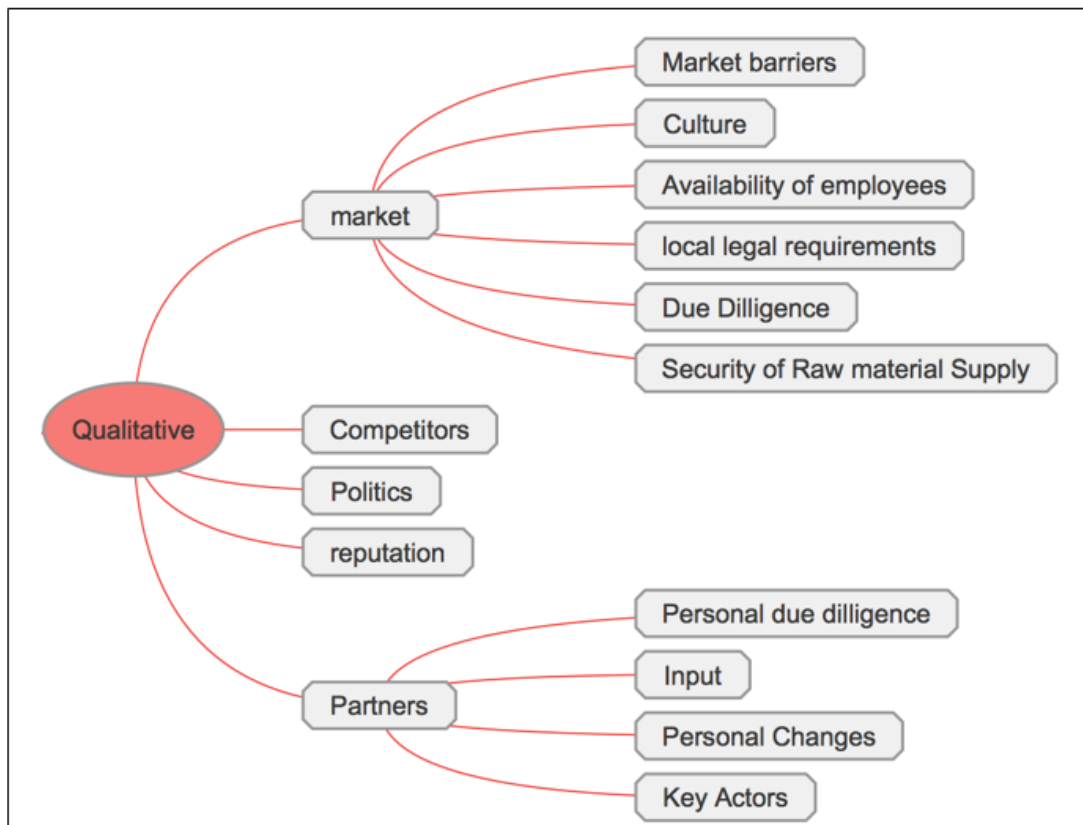 Market barriers
Culture
Availability of employees
market
local legal requirements
Due Dilligence
Security of Raw material Supply
Qualitative
Competitors
Politics
reputation
Personal due dilligence
Input
Partners
Personal Changes
Key Actors